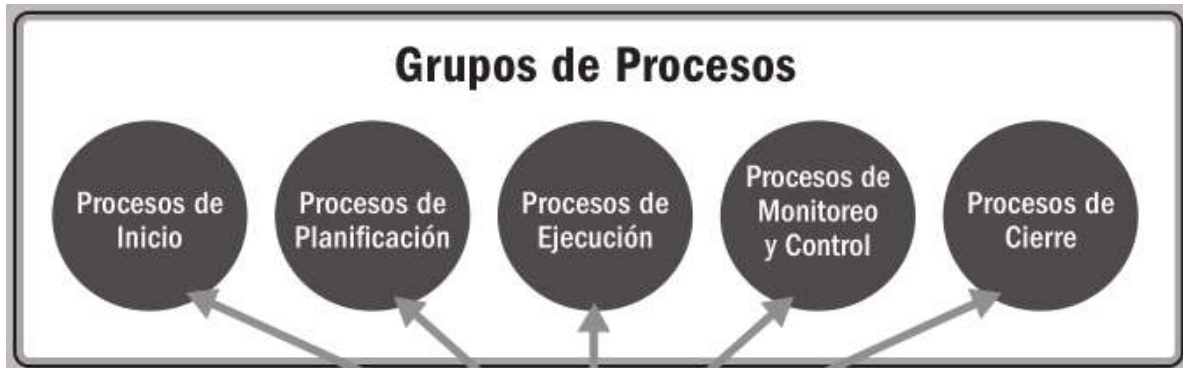 Grupos de Procesos
Procesos de
Inicio
Procesos de
Planificación
Procesos de
Ejecución
Procesos de
Monitoreo
y Control
Procesos de
Cierre